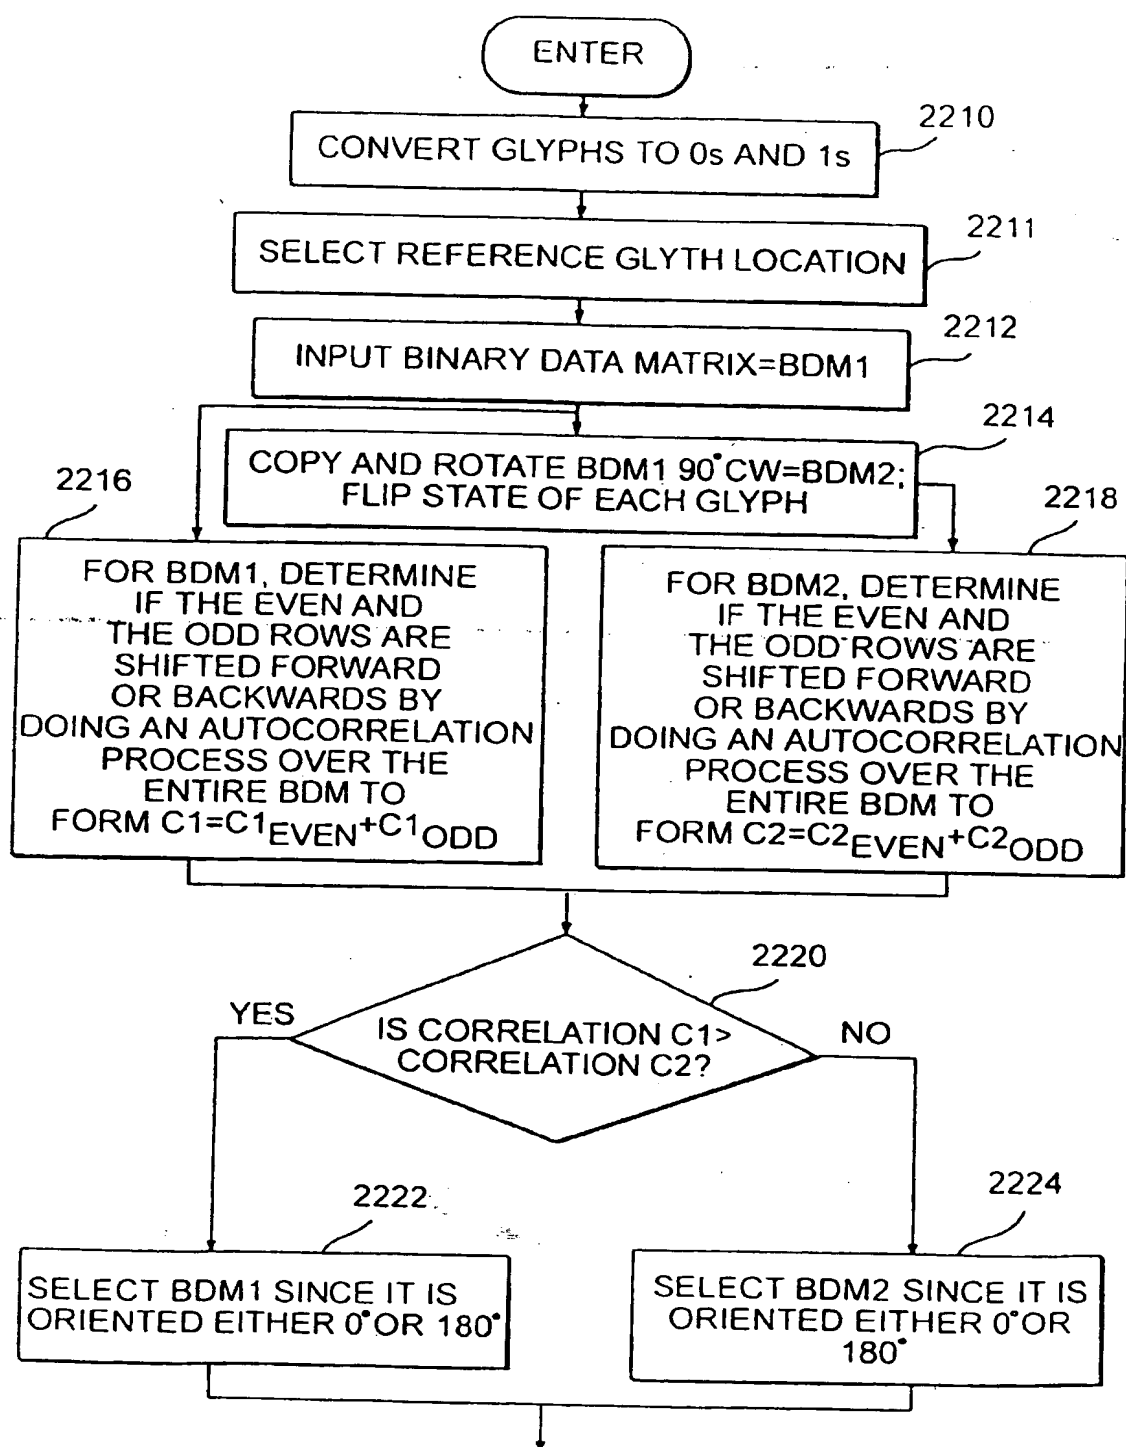 ENTER
2210
CONVERT GLYPHS TO 0s AND 1s
2211
SELECT REFERENCE GLYTH LOCATION
2212
INPUT BINARY DATA MATRIX=BDM1
2214
COPY AND ROTATE BDM1 90°CW=BDM2;
FLIP STATE OF EACH GLYPH
2216
FOR BDM1, DETERMINE
IF THE EVEN AND
THE ODD ROWS ARE
SHIFTED FORWARD
OR BACKWARDS BY
DOING AN AUTOCORRELATION
PROCESS OVER THE
ENTIRE BDM TO
FORM C1=C1EVEN+C1ODD
2218
FOR BDM2, DETERMINE
IF THE EVEN AND
THE ODD ROWS ARE
SHIFTED FORWARD
OR BACKWARDS BY
DOING AN AUTOCORRELATION
PROCESS OVER THE
ENTIRE BDM TO
FORM C2=C2EVEN+C2ODD
2220
IS CORRELATION C1>
CORRELATION C2?
YES
NO
2222
SELECT BDM1 SINCE IT IS
ORIENTED EITHER 0°OR 180°
2224
SELECT BDM2 SINCE IT IS
ORIENTED EITHER 0°OR
180°